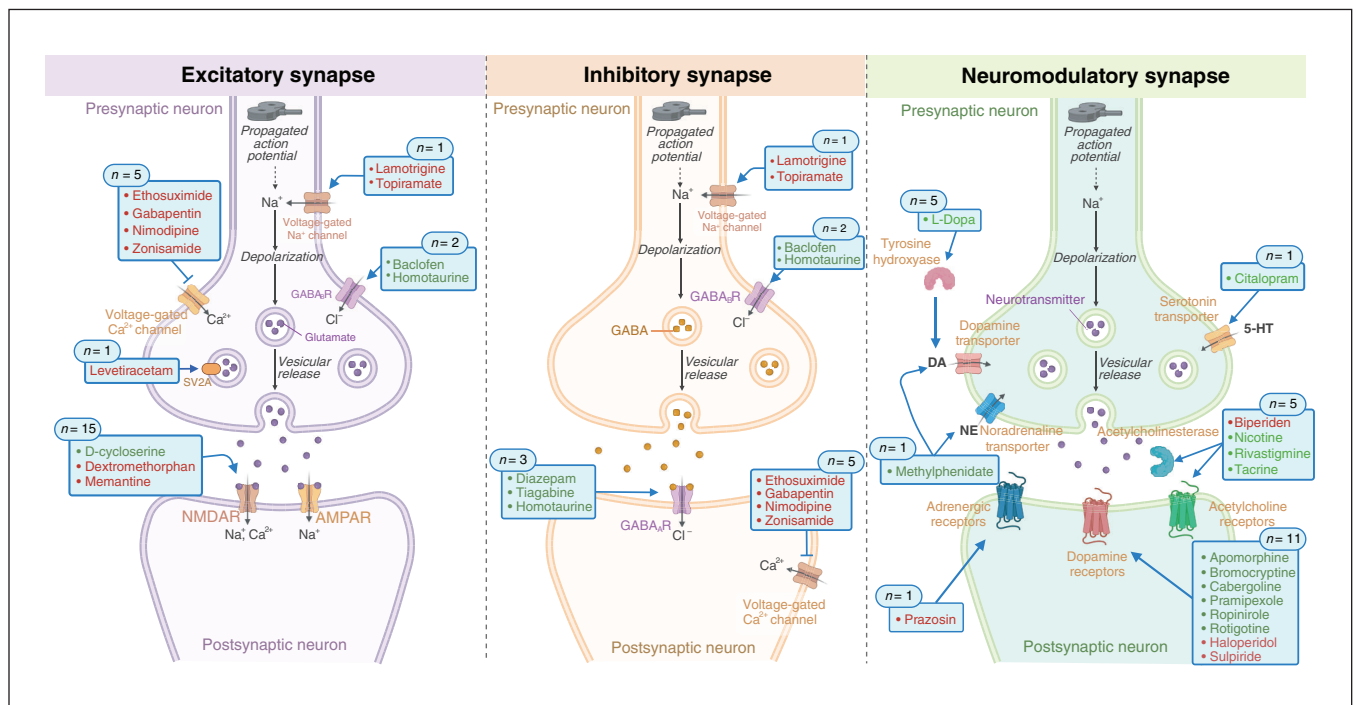 Excitatory synapse
Presynaptic neuron
Propagated
action
potential
n= 1
• Lamotrigine
• Topiramate
n = 5
• Ethosuximide
• Gabapentin
• Nimodipine
• Zonisamide
Na+
Voltage-gated
Na+ channel
Depolarization
n= 2
• Baclofen
• Homotaurine
GABABR
Cl−
Voltage-gated
Ca2+ channel
Ca2+
Glutamate
n= 1
Levetiracetam
SV2A
Vesicular
release
n= 15
• D-cycloserine
• Dextromethorphan
• Memantine
NMDAR
AMPAR
Na+, Ca2+
Na+
Postsynaptic neuron
Inhibitory synapse
Presynaptic neuron
Propagated
action
potential
n=1
• Lamotrigine
• Topiramate
Na+
Voltage-gated
Na+ channel
Depolarization
n=2
• Baclofen
• Homotaurine
GABABR
Cl−
GABA
Vesicular
release
n= 3
• Diazepam
• Tiagabine
• Homotaurine
GABAAR
Cl−
n= 5
• Ethosuximide
• Gabapentin
• Nimodipine
• Zonisamide
Ca2+
Voltage-gated
Ca2+ channel
Postsynaptic neuron
Neuromodulatory synapse
Presynaptic neuron
Propagated
action
potential
Na+
n= 5
• L-Dopa
Tyrosine
hydroxyase
Depolarization
n= 1
• Citalopram
Neurotransmitter
Serotonin
transporter
5-HT
Dopamine
transporter
DA
Vesicular
release
NE
Noradrenaline
transporter
Acetylcholinesterase
n= 5
• Biperiden
• Nicotine
• Rivastigmine
• Tacrine
n= 1
• Methylphenidate
Adrenergic
receptors
Dopamine
receptors
Acetylcholine
receptors
n= 11
• Apomorphine
• Bromocryptine
• Cabergoline
• Pramipexole
• Ropinirole
• Rotigotine
• Haloperidol
• Sulpiride
n= 1
• Prazosin
Postsynaptic neuron